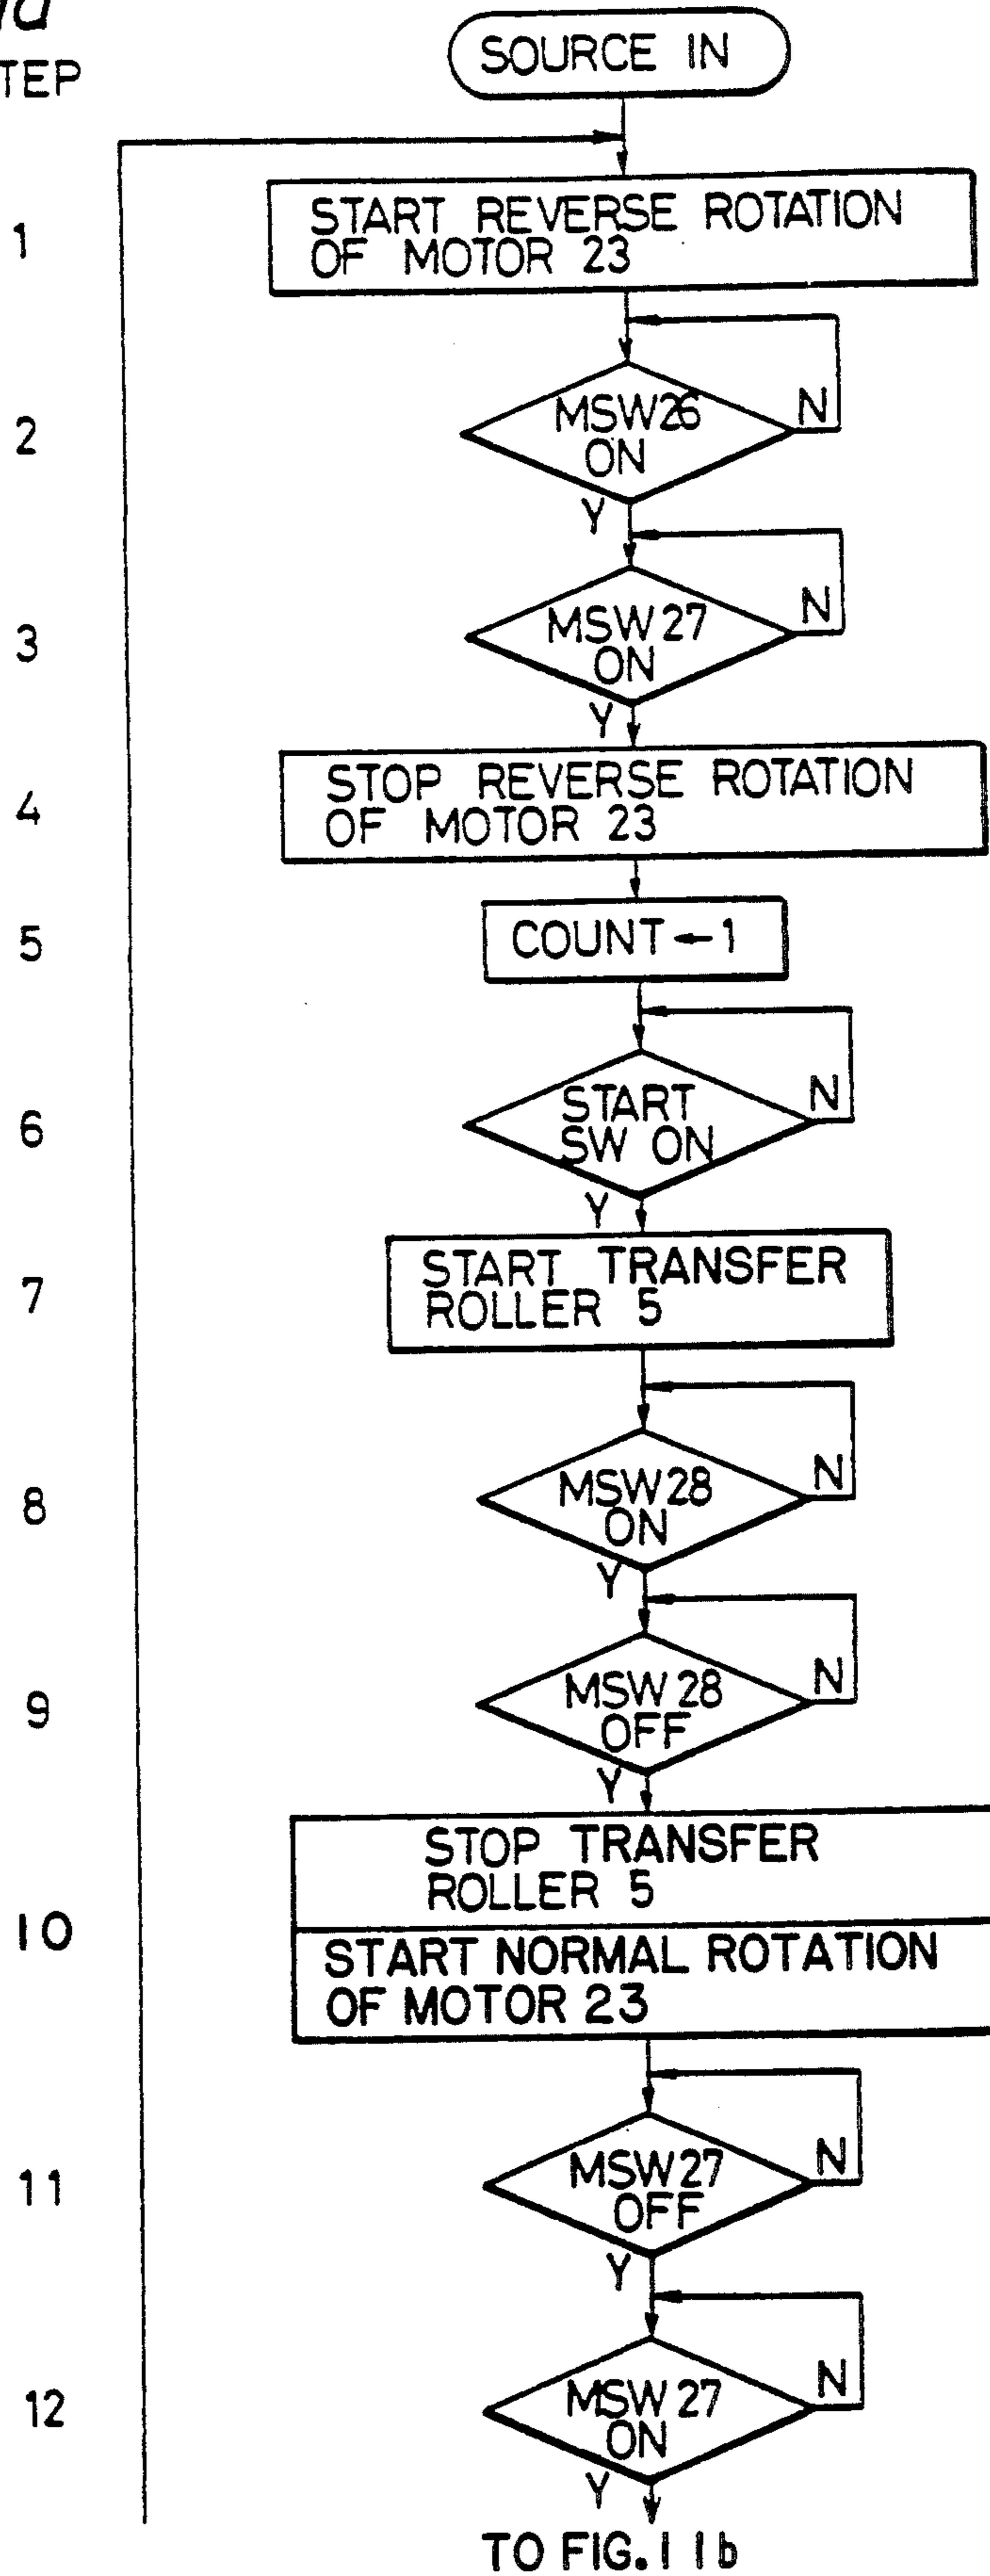 SOURCE IN
1
START REVERSE ROTATION
OF MOTOR 23
2
MSW26
ON
N
Y
3
MSW27
ON
N
Y
4
STOP REVERSE ROTATION
OF MOTOR 23
5
COUNT ← 1
6
START
SW ON
N
Y
7
START TRANSFER
ROLLER 5
8
MSW28
ON
N
Y
9
MSW28
OFF
N
Y
10
STOP TRANSFER
ROLLER 5
START NORMAL ROTATION
OF MOTOR 23
11
MSW27
OFF
N
Y
12
MSW27
ON
N
Y
TO FIG. 11b